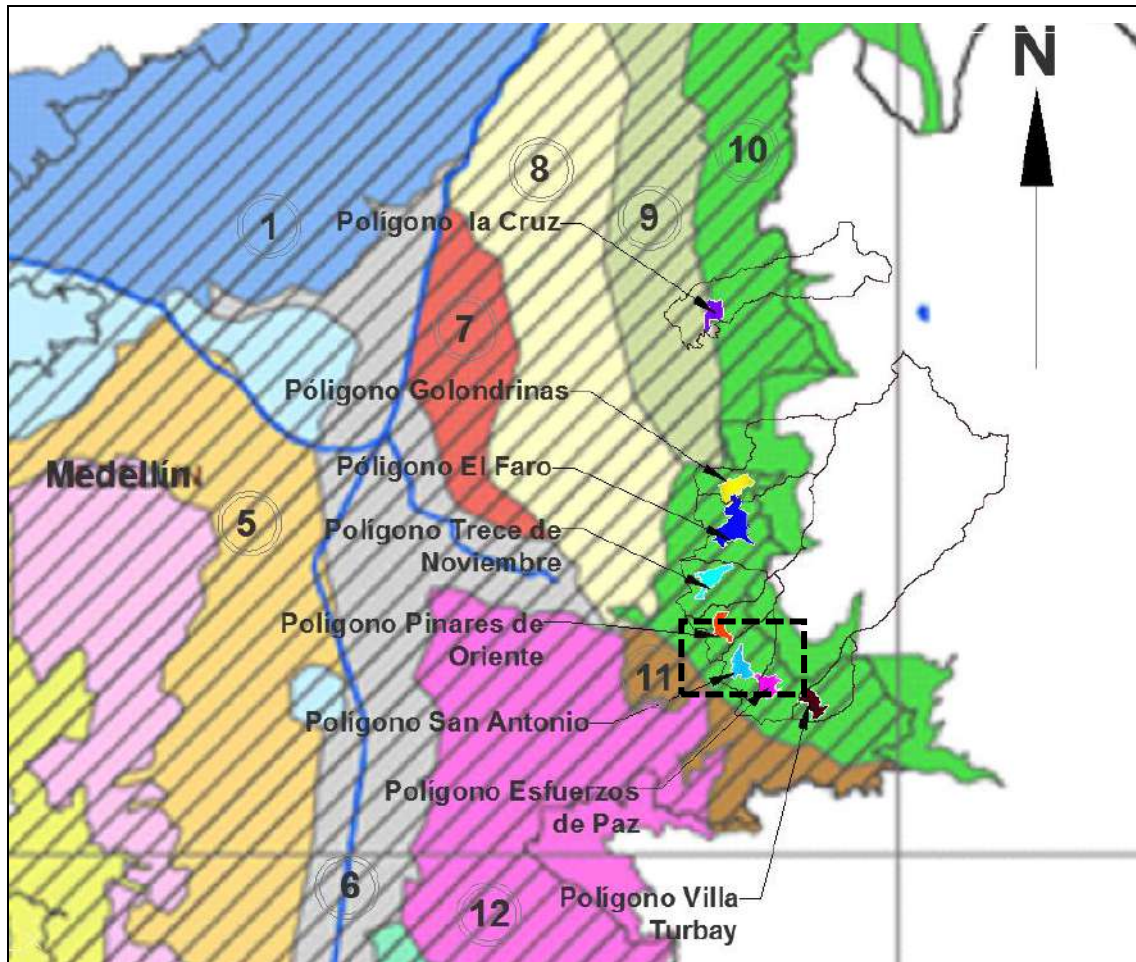 N
8
10
9
1
Polígono la Cruz
7
Póligono Golondrinas
Póligono El Faro
Medellín
5
Polígono Trece de
Noviembre
Polígono Pinares de
Oriente
11
Polígono San Antonio
Polígono Esfuerzos
de Paz
6
12
Polígono Villa
Turbay